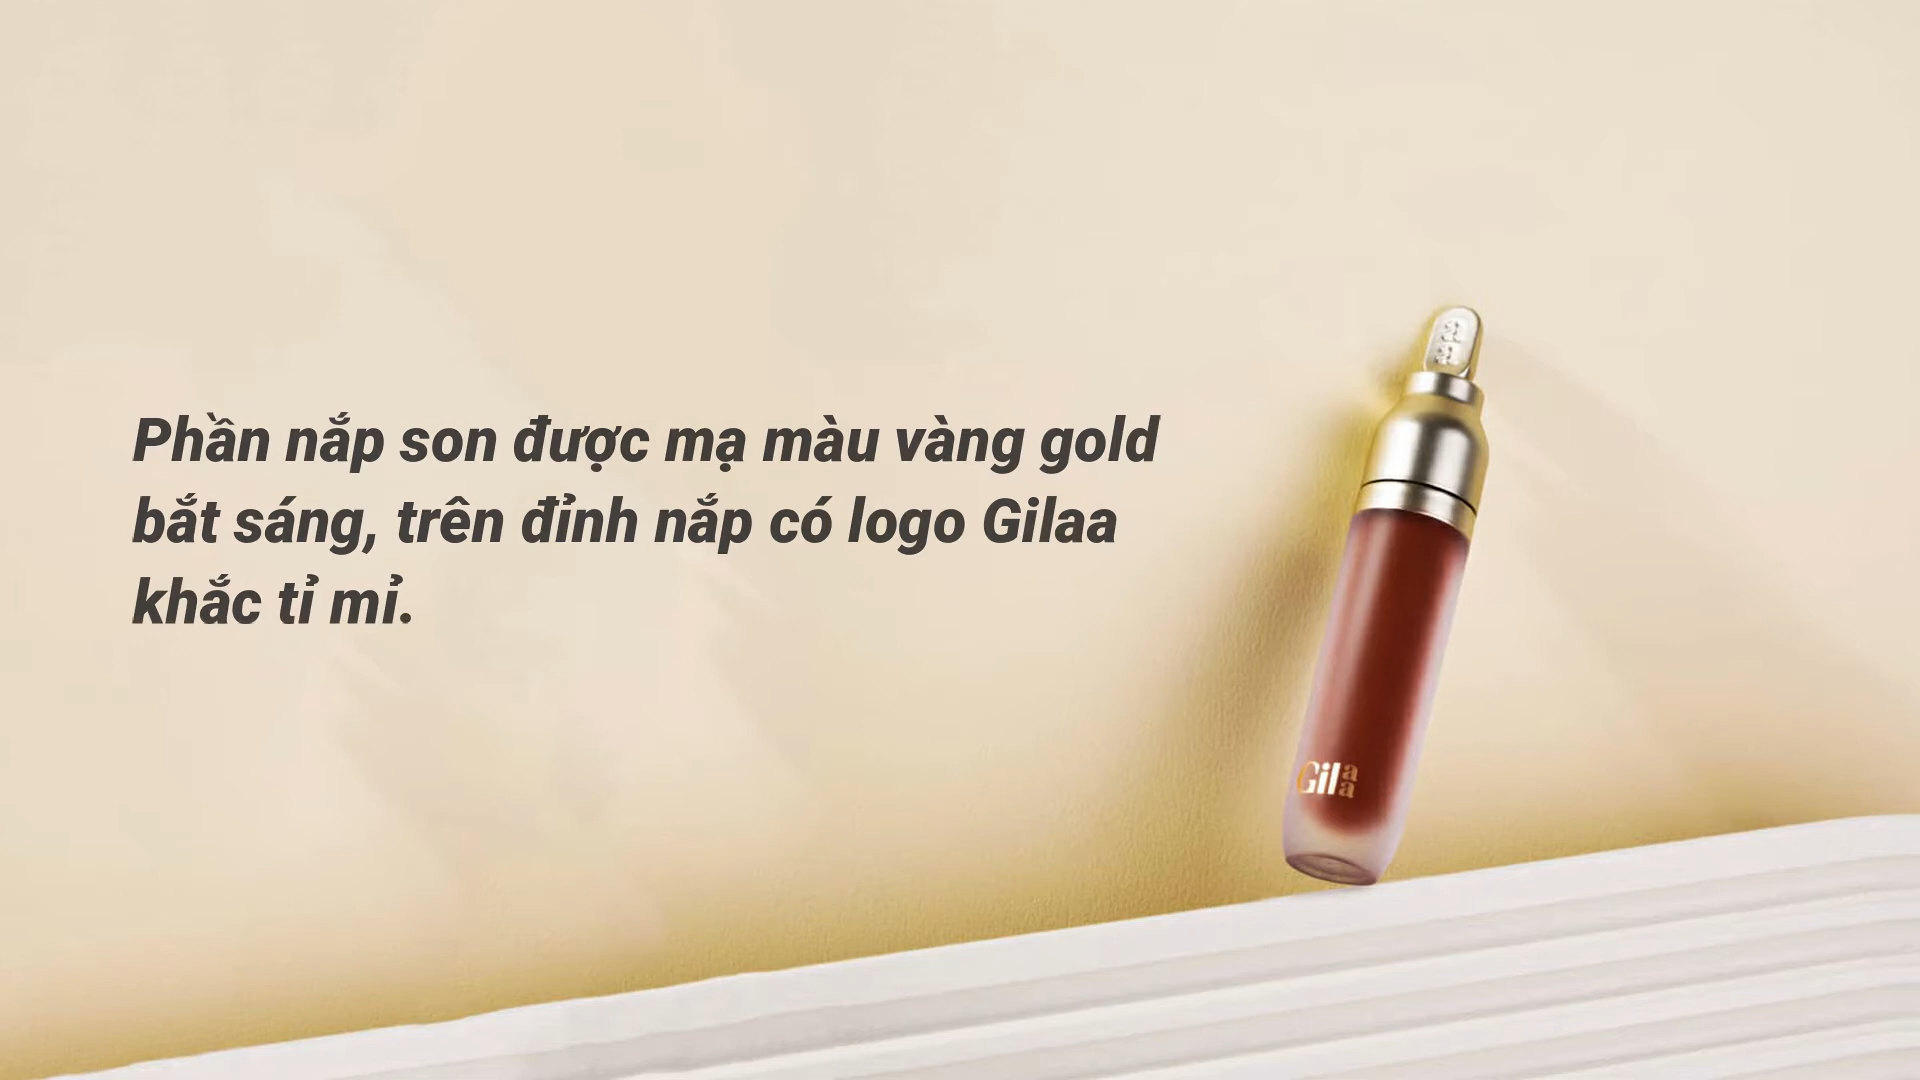 Phần nắp son được mạ màu vàng gold
bắt sáng, trên đỉnh nắp có logo Gilaa
khắc tỉ mỉ.
Gilaa